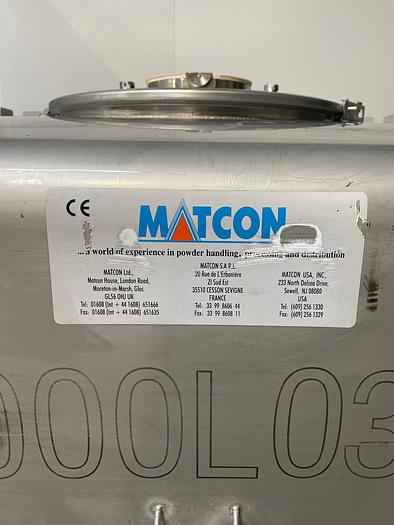 CE
MATCON
... a world of experience in powder handling, processing and distribution
MATCON Ltd.,
Matcon House, London Road,
Moreton-in-Marsh, Glos.
GL56 0HJ UK
Tel: 01608 (Int + 44 1608) 651666
Fax: 01608 (Int + 44 1608) 651635
MATCON S.A.R.L.
20 Rue de L'Erbonière
ZI Sud Est
35510 CESSON SEVIGNE
FRANCE
Tel: 33 99 8606 44
Fax: 33 99 8608 11
MATCON USA, INC,
233 North Delsea Drive,
Sewell, NJ 08080
USA
Tel: (609) 256 1330
Fax: (609) 256 1329
000L03